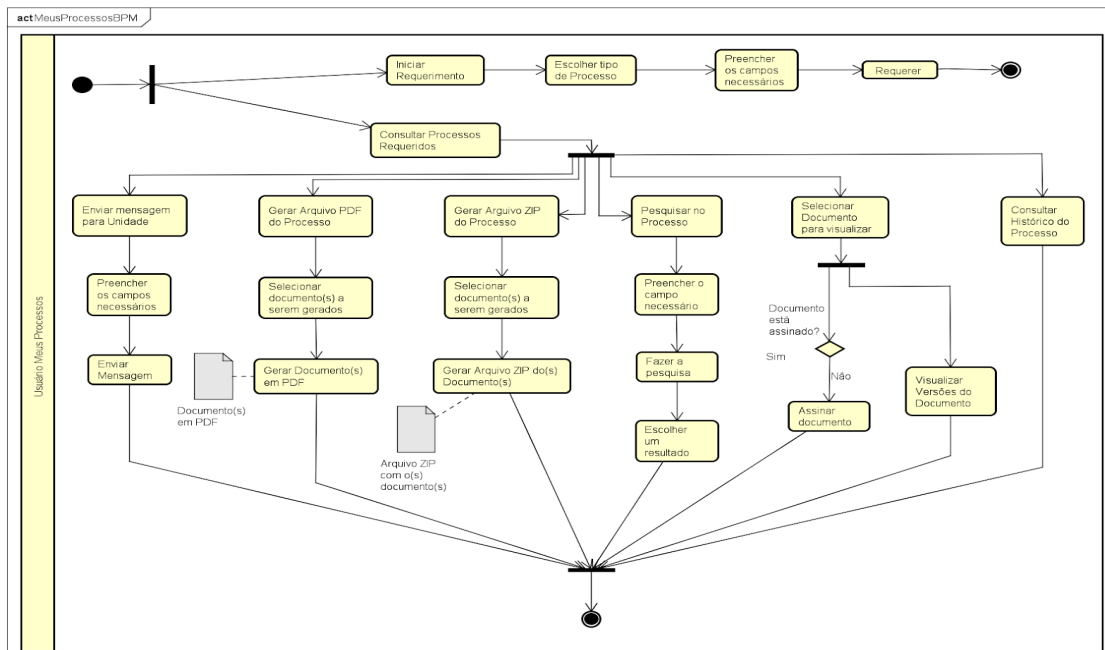 act MeusProcessosBPM
Usuário Meus Processos
Iniciar
Requerimento
Escolher tipo
de Processo
Preencher
os campos
necessários
Requerer
Consultar Processos
Requeridos
Enviar mensagem
para Unidade
Gerar Arquivo PDF
do Processo
Gerar Arquivo ZIP
do Processo
Pesquisar no
Processo
Selecionar
Documento
para visualizar
Consultar
Histórico do
Processo
Preencher
os campos
necessários
Selecionar
documento(s) a
serem gerados
Selecionar
documento(s) a
serem gerados
Preencher o
campo
necessário
Documento
está
assinado?
Sim
Não
Enviar
Mensagem
Gerar Documento(s)
em PDF
Documento(s)
em PDF
Gerar Arquivo ZIP do(s)
Documento(s)
Arquivo ZIP
com o(s)
documento(s)
Fazer a
pesquisa
Escolher
um
resultado
Assinar
documento
Visualizar
Versões do
Documento